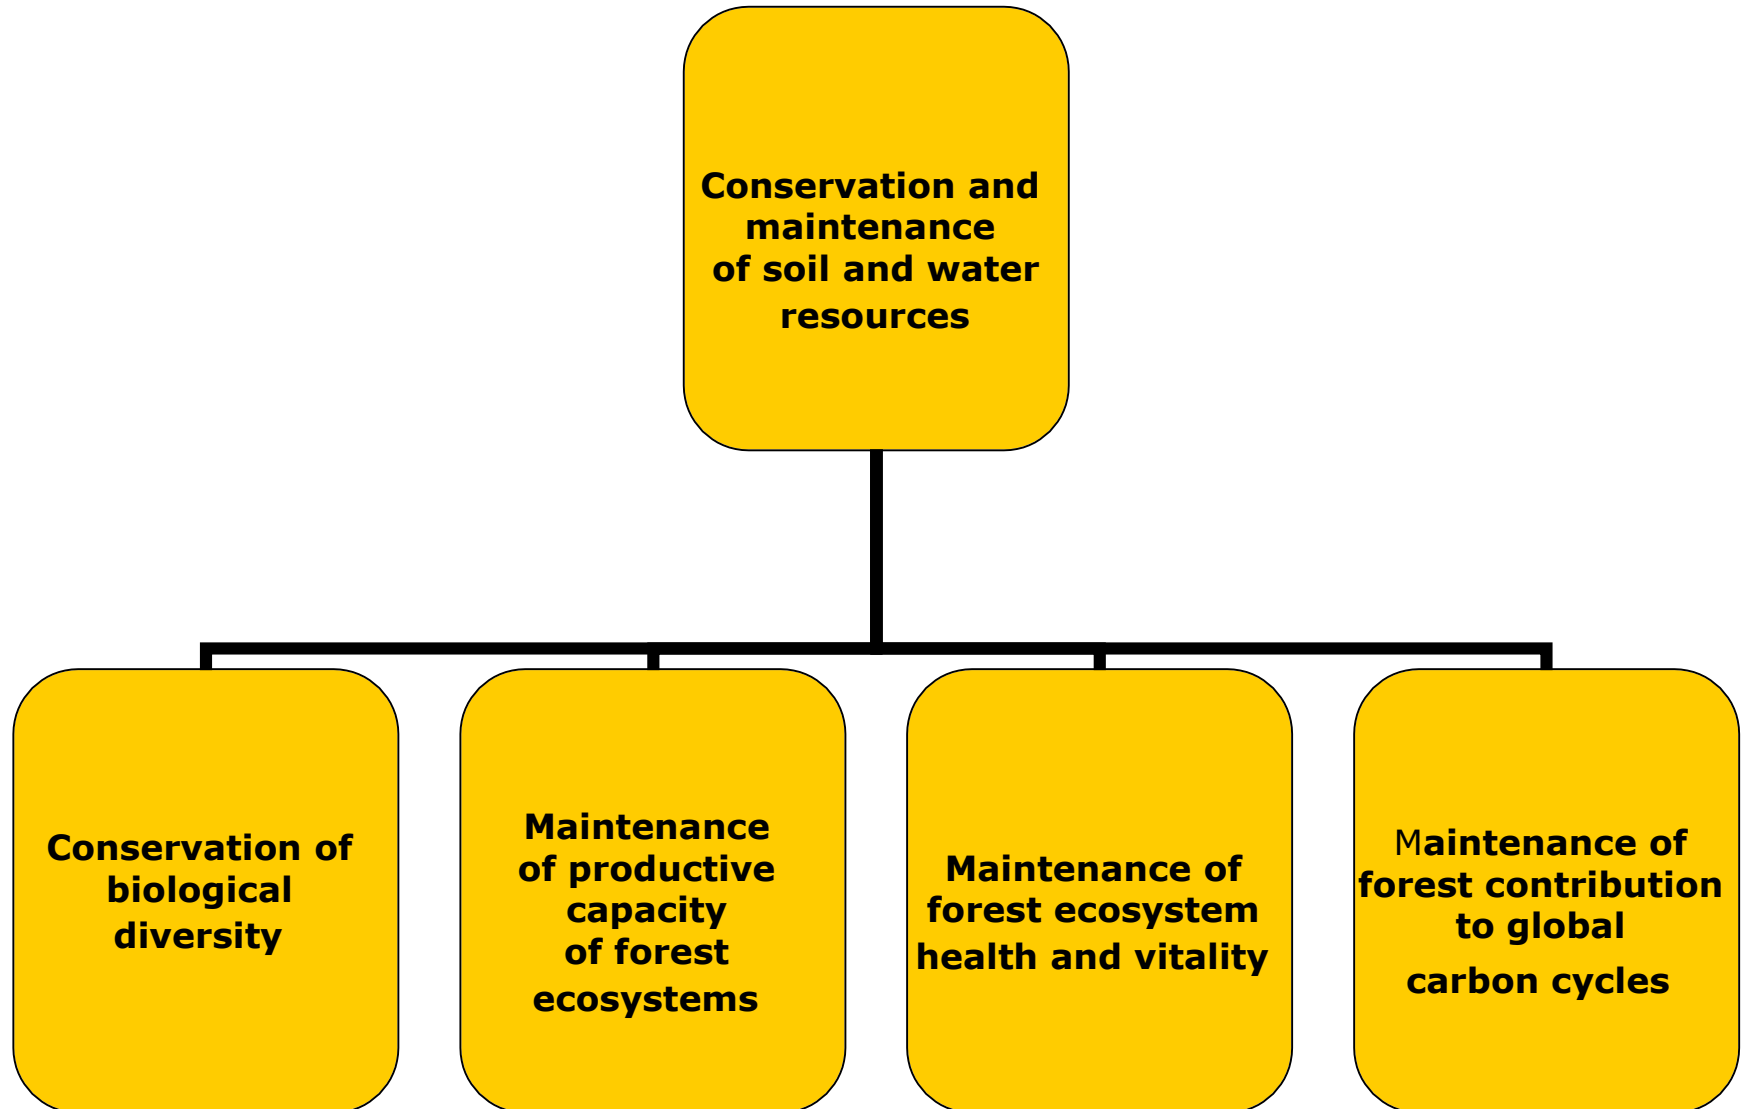 Conservation and
maintenance
of soil and water
resources
Conservation of
biological
diversity
Maintenance
of productive
capacity
of forest
ecosystems
Maintenance of
forest ecosystem
health and vitality
Maintenance of
forest contribution
to global
carbon cycles